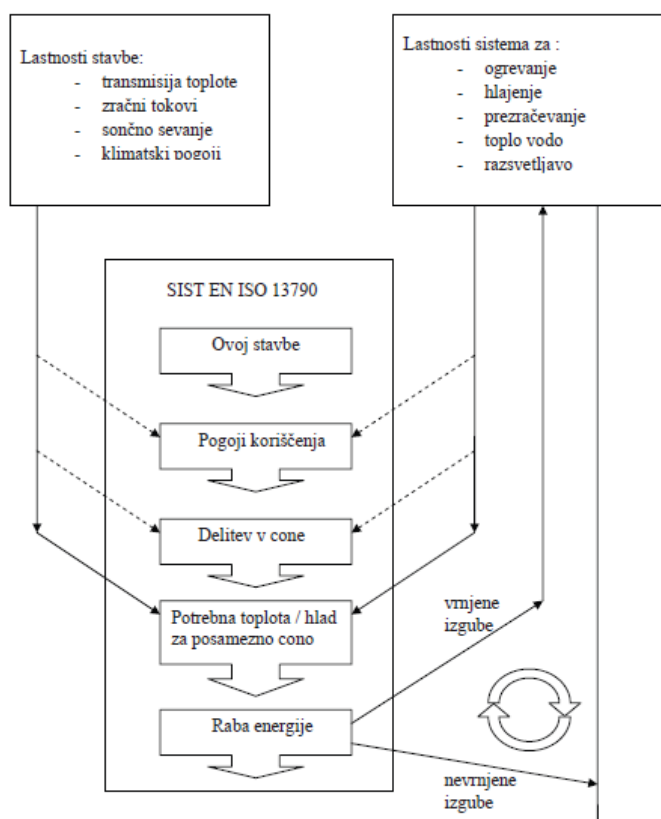 Lastnosti stavbe:
- transmisija toplote
- zračni tokovi
- sončno sevanje
- klimatski pogoji
Lastnosti sistema za :
- ogrevanje
- hlajenje
- prezračevanje
- toplo vodo
- razsvetljavo
SIST EN ISO 13790
Ovoj stavbe
Pogoji koriščenja
Delitev v cone
Potrebna toplota / hlad
za posamezno cono
Raba energije
vrnjene
izgube
nevrnjene
izgube